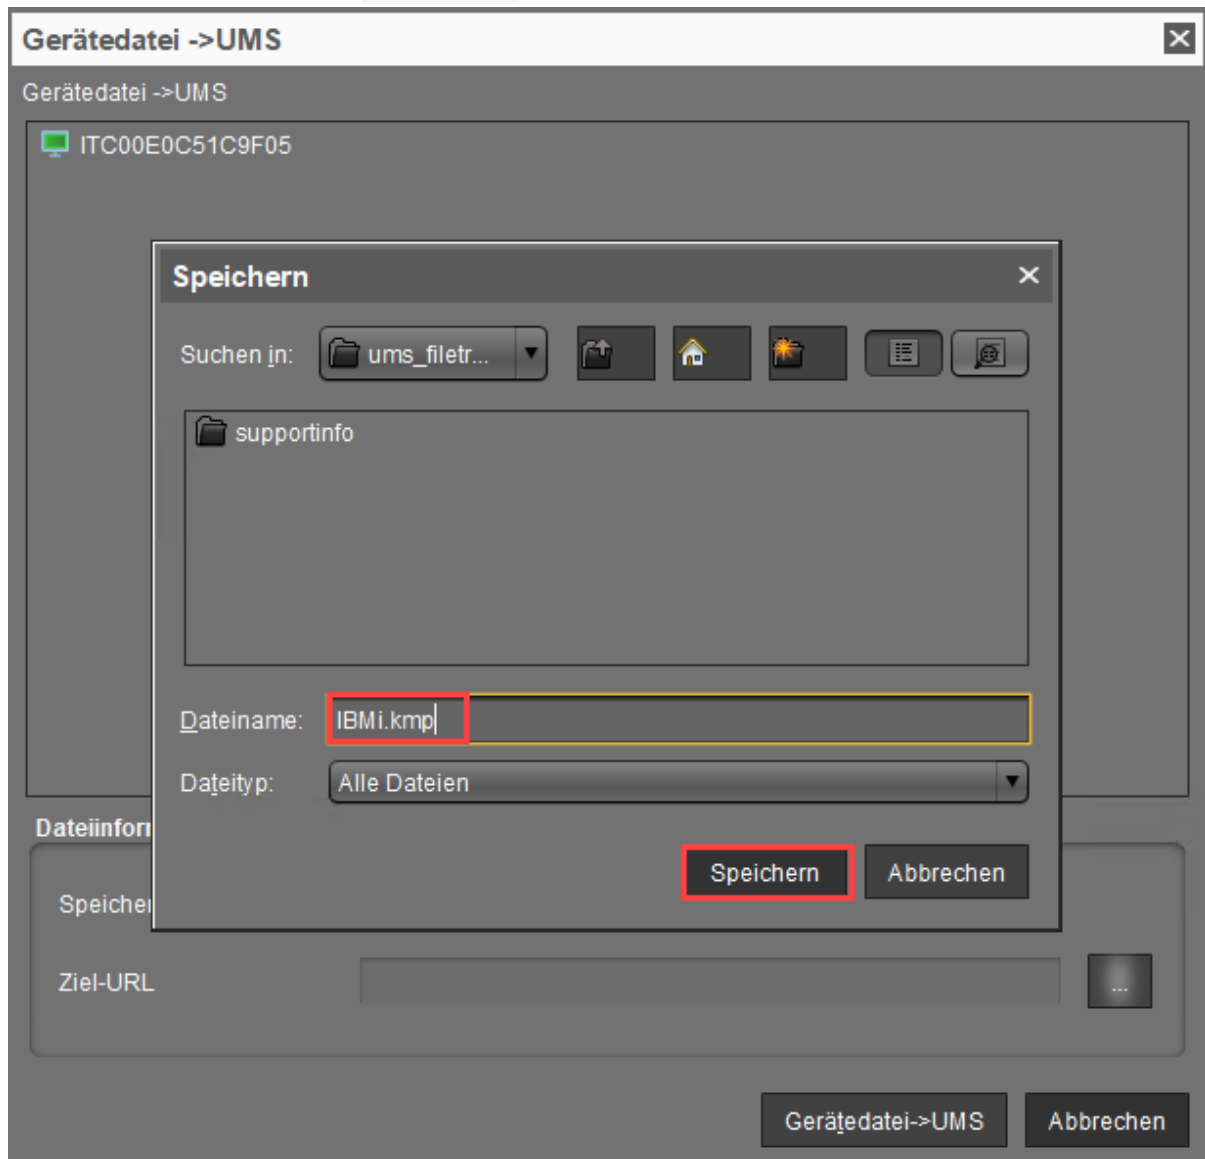 Gerätedatei ->UMS
Gerätedatei ->UMS
ITC00E0C51C9F05
Speichern
Suchen in: ums_filetr...
supportinfo
Dateiname: IBMi.kmp
Dateityp: Alle Dateien
Speichern Abbrechen
Ziel-URL ...
Gerätedatei->UMS Abbrechen